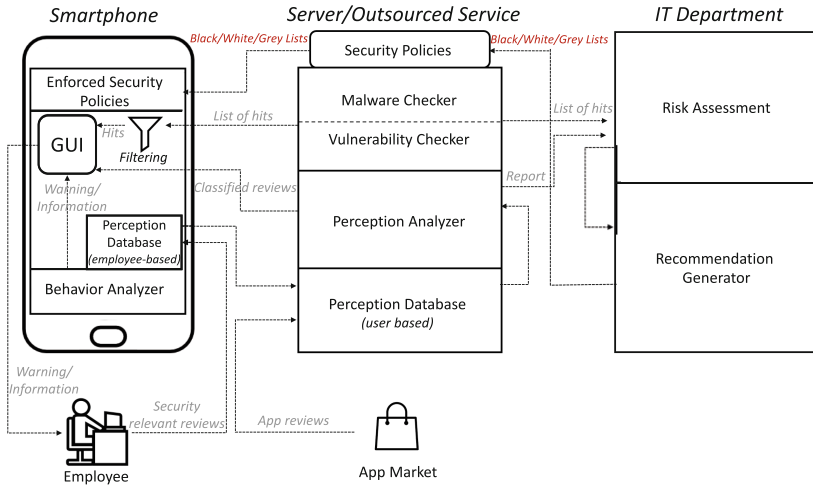 Smartphone
Server/Outsourced Service
IT Department
Black/White/Grey Lists
Security Policies
Black/White/Grey Lists
Enforced Security
Policies
Malware Checker
List of hits
Risk Assessment
Hits
List of hits
GUI
Filtering
Vulnerability Checker
Warning/
Information
Classified reviews
Report
Perception
Database
(employee-based)
Perception Analyzer
Recommendation
Generator
Behavior Analyzer
Perception Database
(user based)
Warning/
Information
Security
relevant reviews
App reviews
Employee
App Market